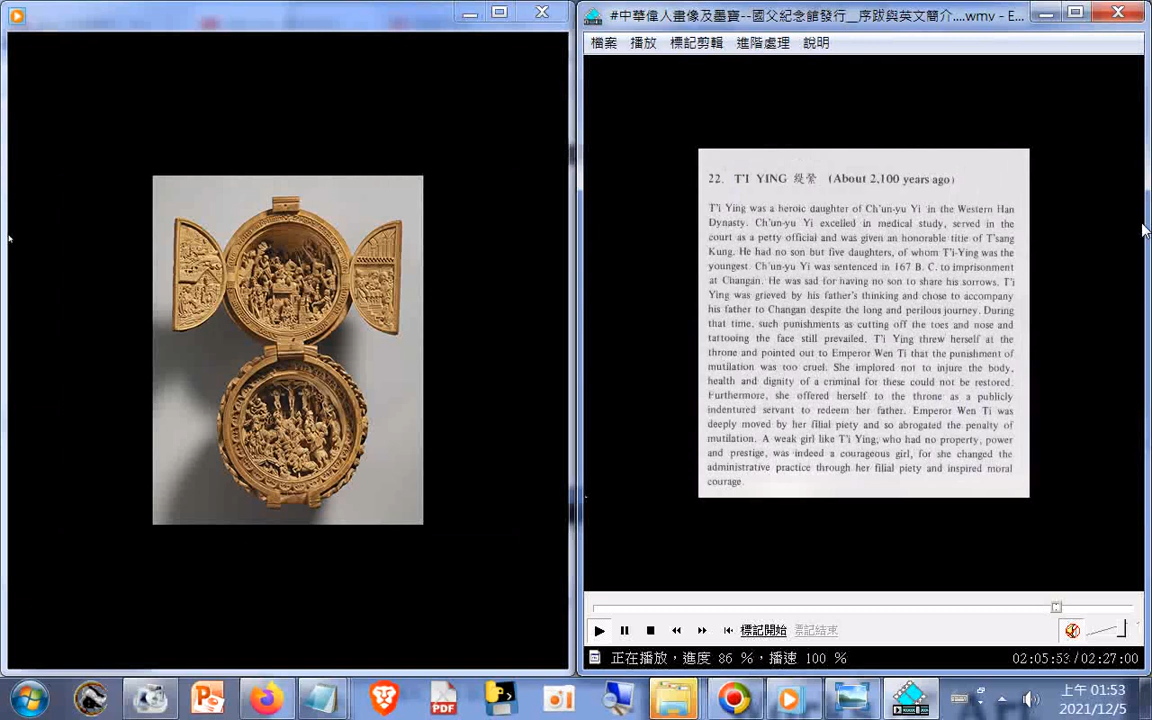 #中華偉人畫像及墨寶--國父紀念館發行__序跋與英文簡介....wmv - E...
檔案 播放 標記剪輯 進階處理 說明
22. T'I YING 緹縈 (About 2,100 years ago)
T'i Ying was a heroic daughter of Ch'un-yu Yi in the Western Han
Dynasty. Ch'un-yu Yi excelled in medical study, served in the
court as a petty official and was given an honorable title of T'sang
Kung. He had no son but five daughters, of whom T'i-Ying was the
youngest. Ch'un-yu Yi was sentenced in 167 B. C. to imprisonment
at Changan. He was sad for having no son to share his sorrows. T'i
Ying was grieved by his father's thinking and chose to accompany
his father to Changan despite the long and perilous journey. During
that time, such punishments as cutting off the toes and nose and
tattooing the face still prevailed. T'i Ying threw herself at the
throne and pointed out to Emperor Wen Ti that the punishment of
mutilation was too cruel. She implored not to injure the body,
health and dignity of a criminal for these could not be restored.
Furthermore, she offered herself to the throne as a publicly
indentured servant to redeem her father. Emperor Wen Ti was
deeply moved by her filial piety and so abrogated the penalty of
mutilation. A weak girl like T'i Ying, who had no property, power
and prestige, was indeed a courageous girl, for she changed the
administrative practice through her filial piety and inspired moral
courage.
標記開始 標記結束
正在播放，進度 86 %，播速 100 % 02:05:53 /02:27:00
PDF
上午 01:53
2021/12/5